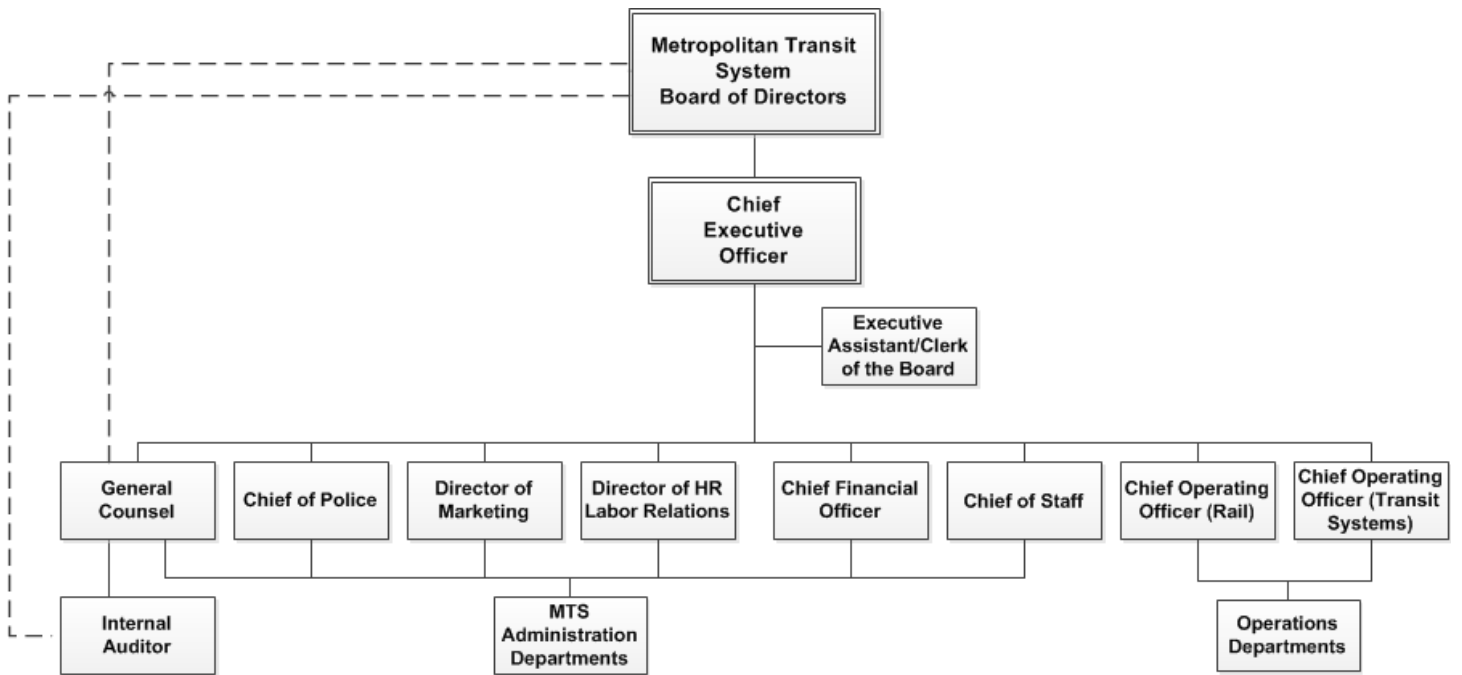 Metropolitan Transit
System
Board of Directors
Chief
Executive
Officer
Executive
Assistant/Clerk
of the Board
General
Counsel
Chief of Police
Director of
Marketing
Director of HR
Labor Relations
Chief Financial
Officer
Chief of Staff
Chief Operating
Officer (Rail)
Chief Operating
Officer (Transit
Systems)
Internal
Auditor
MTS
Administration
Departments
Operations
Departments